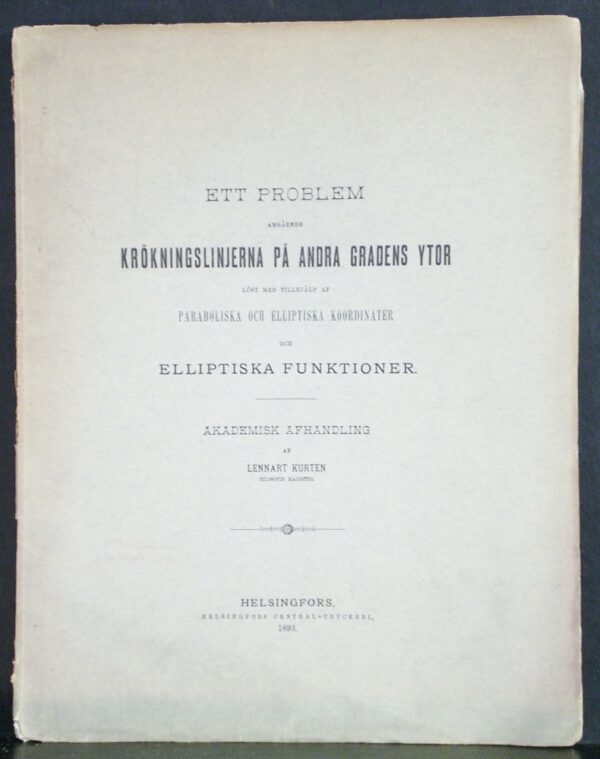 ETT PROBLEM
ANGÅENDE
KRÖKNINGSLINJERNA PÅ ANDRA GRADENS YTOR
LÖST MED TILLHJÄLP AF
PARABOLISKA OCH ELLIPTISKA KOORDINATER
OCH
ELLIPTISKA FUNKTIONER.
AKADEMISK AFHANDLING
AF
LENNART KURTEN
FILOSOFIE MAGISTER.
HELSINGFORS,
HELSINGFORS CENTRAL-TRYCKERI,
1893.